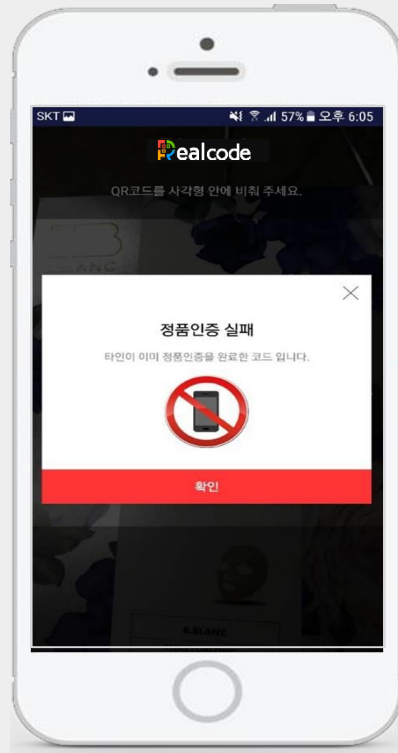 SKT 57% 오후 6:05
Realcode
QR코드를 사각형 안에 비춰 주세요.
B
BLANC
정품인증 실패
타인이 이미 정품인증을 완료한 코드 입니다.
확인
B.BLANC